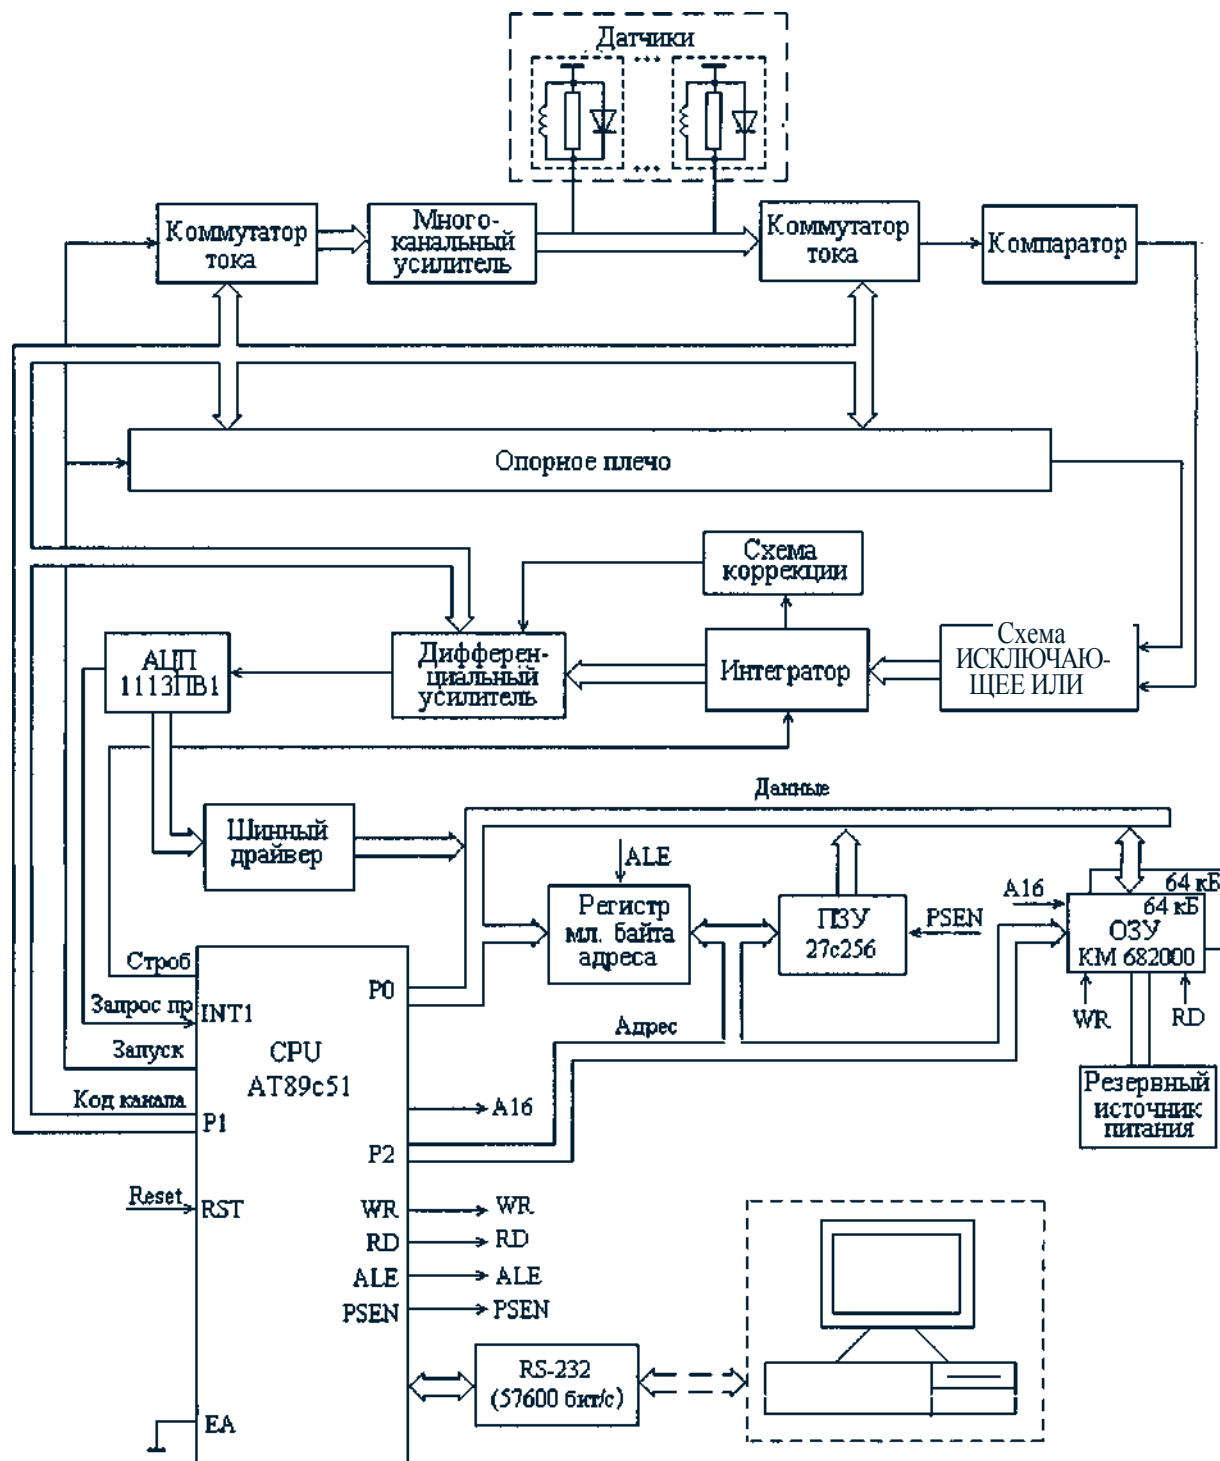 Датчики
Коммутатор
тока
Много-
канальный
усилитель
Коммутатор
тока
Компаратор
Опорное плечо
Схема
коррекции
АЦП
1113ПВ1
Дифферен-
циальный
усилитель
Интегратор
Схема
ИСКЛЮЧАЮ-
ЩЕЕ ИЛИ
Данные
Шинный
драйвер
ALE
Регистр
мл. байта
адреса
ПЗУ
27с256
PSEN
A16
64 кБ
64 кБ
ОЗУ
КМ 682000
WR
RD
Резервный
источник
питания
Адрес
Строб
Запрос пр
INT1
Запуск
Код канала
P1
Reset
RST
EA
CPU
AT89c51
P0
A16
P2
WR
WR
RD
RD
ALE
ALE
PSEN
PSEN
RS-232
(57600 бит/с)